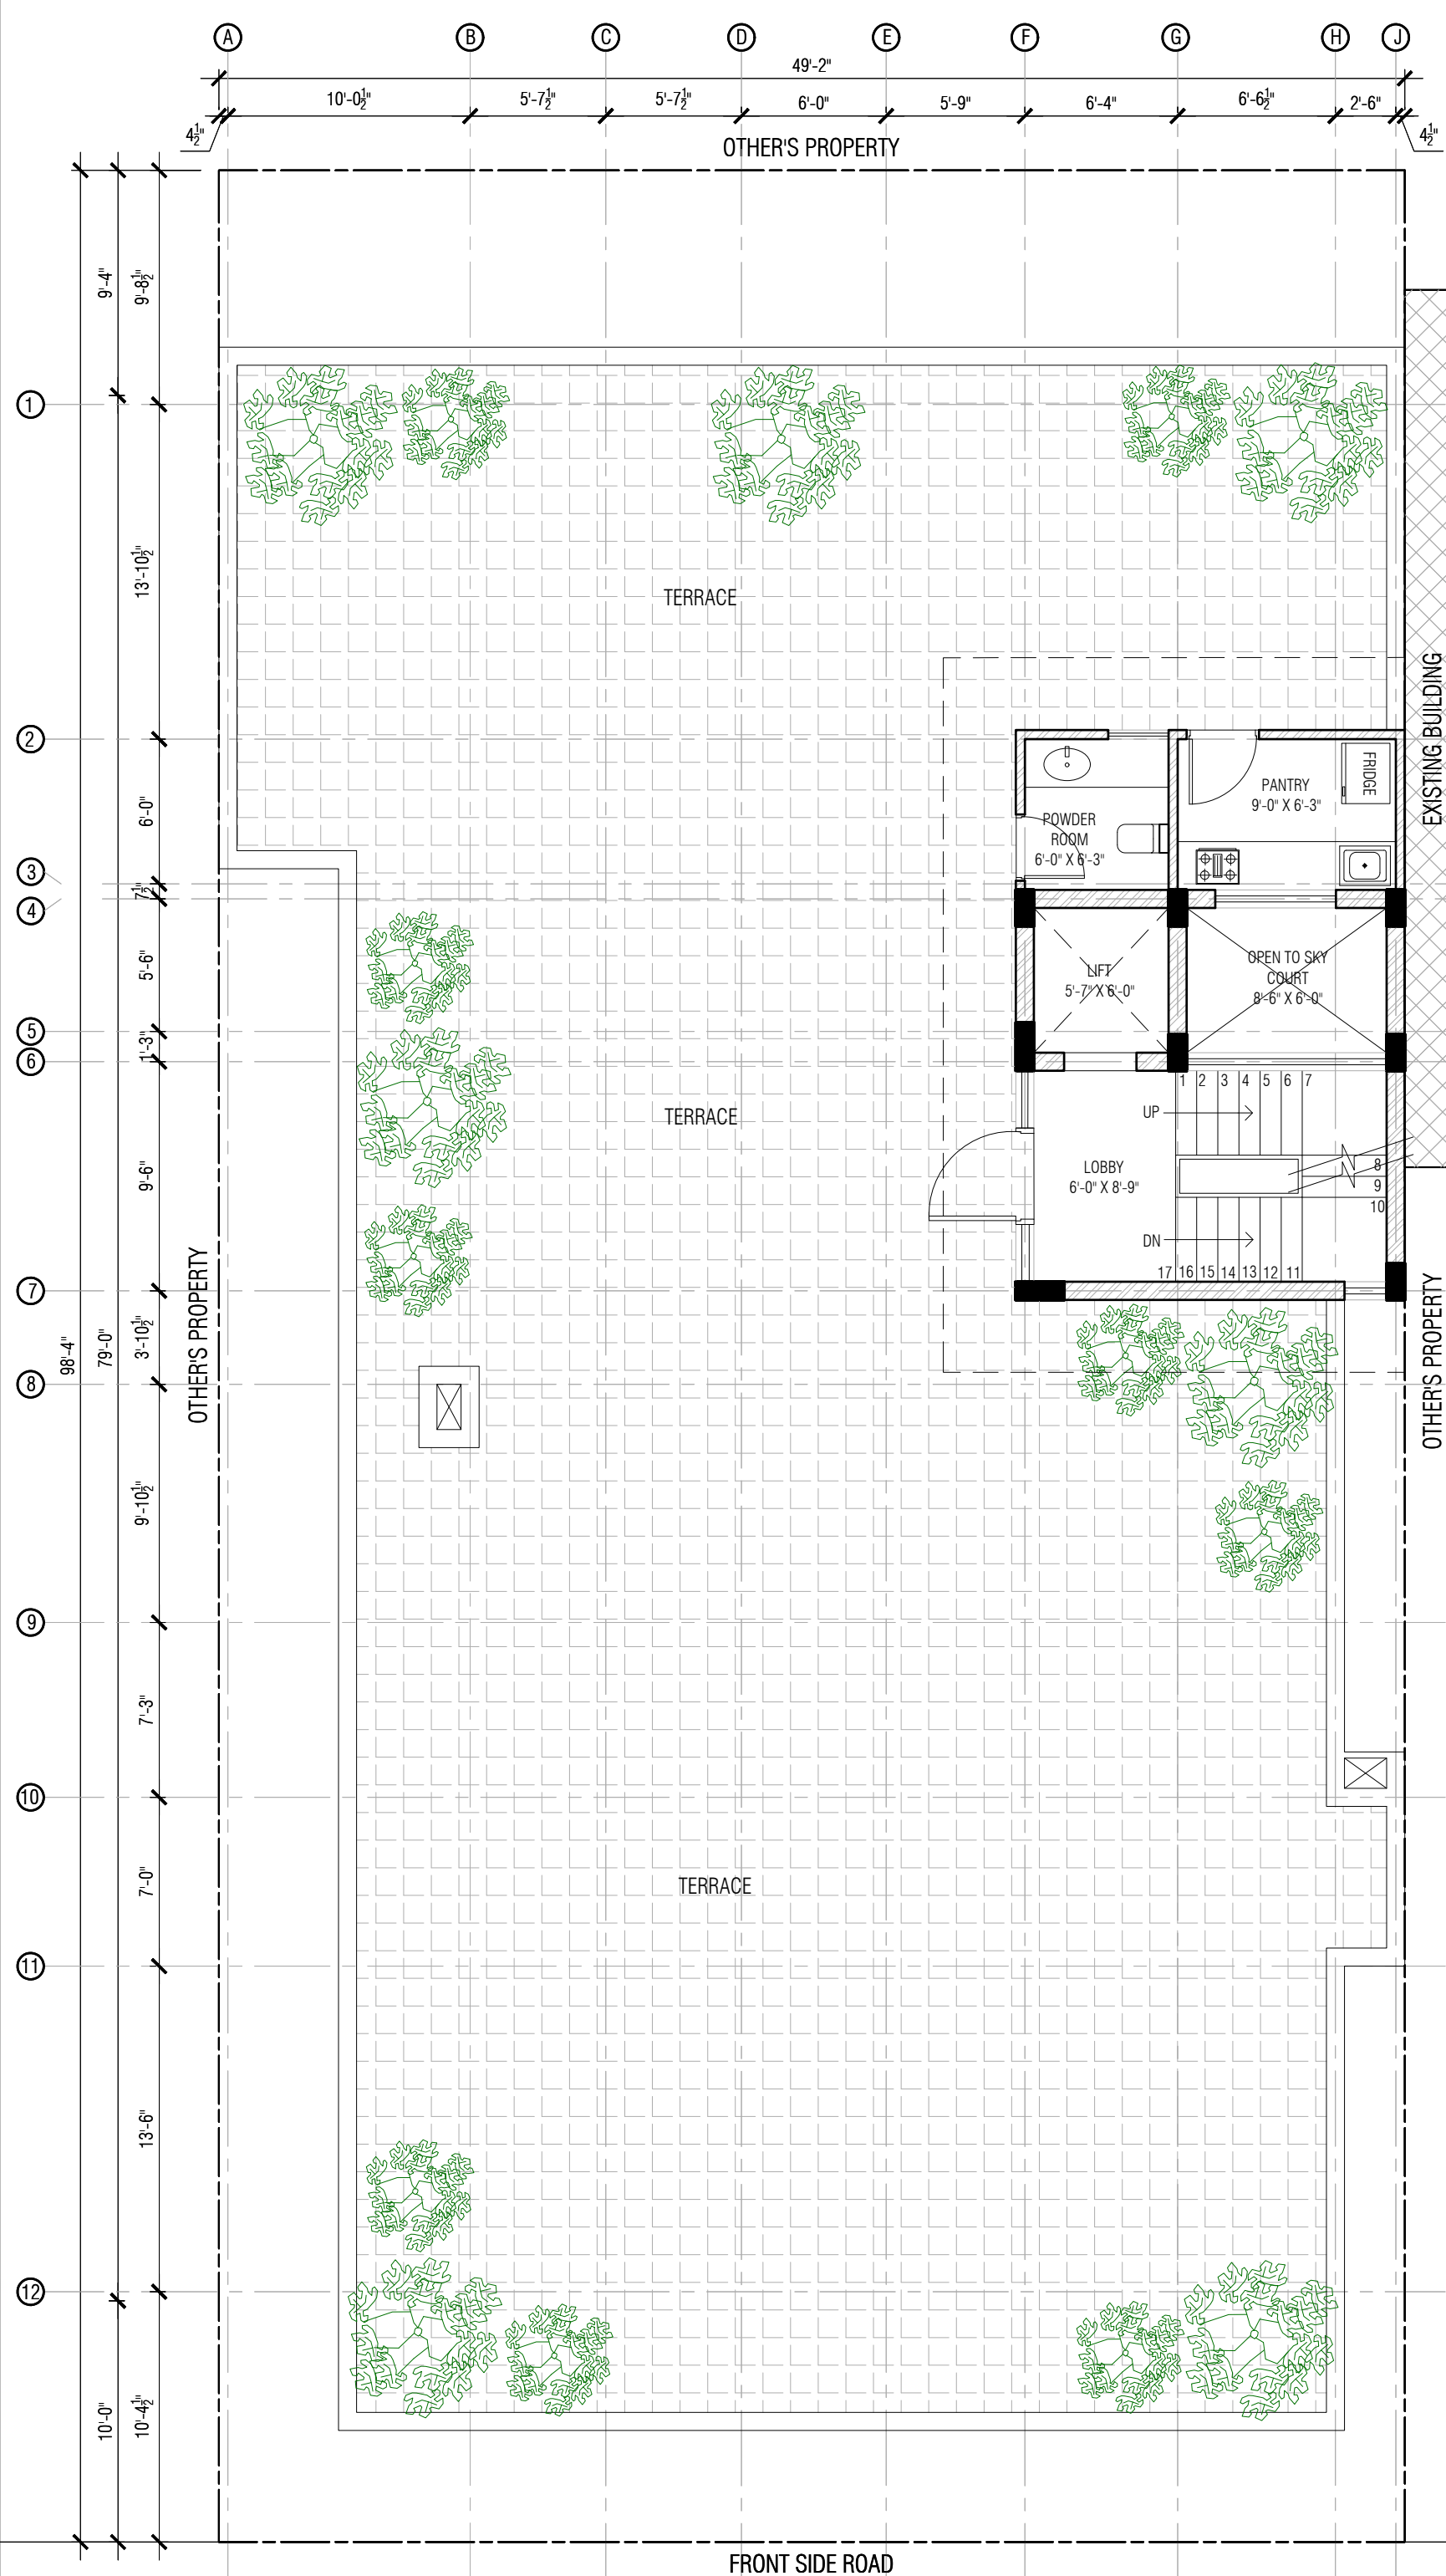 A B C D E F G H J
49'-2"
10'-0½" 5'-7½" 5'-7½" 6'-0" 5'-9" 6'-4" 6'-6½" 2'-6"
4½" 4½"
OTHER'S PROPERTY
9'-4" 9'-8½"
1
13'-10½"
TERRACE
EXISTING BUILDING
2
FRIDGE
PANTRY
9'-0" X 6'-3"
6'-0"
POWDER
ROOM
6'-0" X 6'-3"
3
7½"
4
5'-6"
LIFT
5'-7" X 6'-0"
OPEN TO SKY
COURT
8'-6" X 6'-0"
5
1'-3"
6
1 2 3 4 5 6 7
UP
TERRACE
9'-6"
LOBBY
6'-0" X 8'-9"
8
9
10
DN
17 16 15 14 13 12 11
7
OTHER'S PROPERTY
OTHER'S PROPERTY
98'-4" 79'-0" 3'-10½"
8
9'-10½"
9
7'-3"
10
7'-0"
TERRACE
11
13'-6"
12
10'-0" 10'-4½"
FRONT SIDE ROAD